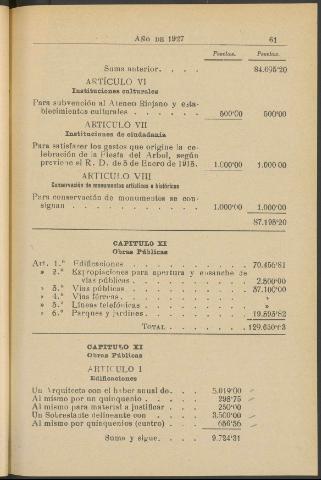 AÑO DE 1927 61
Pesetas. Pesetas.
Suma anterior. . . . 84.695'20
ARTÍCULO VI
Instituciones culturales
Para subvención al Ateneo Riojano y esta-
blecimientos culturales . . . . . . 500'00 500'00
ARTICULO VII
Instituciones de ciudadanía
Para satisfacer los gastos que origine la ce-
lebración de la Fiesta del Arbol, según
previene el R. D. de 5 de Enero de 1915. 1.000'00 1.000'00
ARTICULO VIII
Conservación de monumentos artísticos e históricos
Para conservación de monumentos se con-
signan . . . . . . . . . . . 1.000'00 1.000'00
87.195'20
CAPITULO XI
Obras Públicas
Art. 1.º Edificaciones . . . . . . . 70.456'81
» 2.º Expropiaciones para apertura y ensanche de
vías públicos . . . . . . . . 2.500'00
» 3.º Vías públicas . . . . . . . 37.100'00
» 4.º Vías férreas . . . . . . . »
» 5.º Líneas telefónicas . . . . . . »
» 6.º Parques y jardines . . . . . . 19.593'82
TOTAL . . . . . . 129.650'63
CAPITULO XI
Obras Públicas
ARTICULO I
Edificaciones
Un Arquitecto con el haber anual de. . . 5.019'00
Al mismo por un quinquenio . . . . 298'75
Al mismo para material a justificar . . . 250'00
Un Sobrestante delineante con . . . . 3.500'00
Al mismo por quinquenios (cuatro) . . . 656'56
Suma y sigue. . . . . 9.724'31